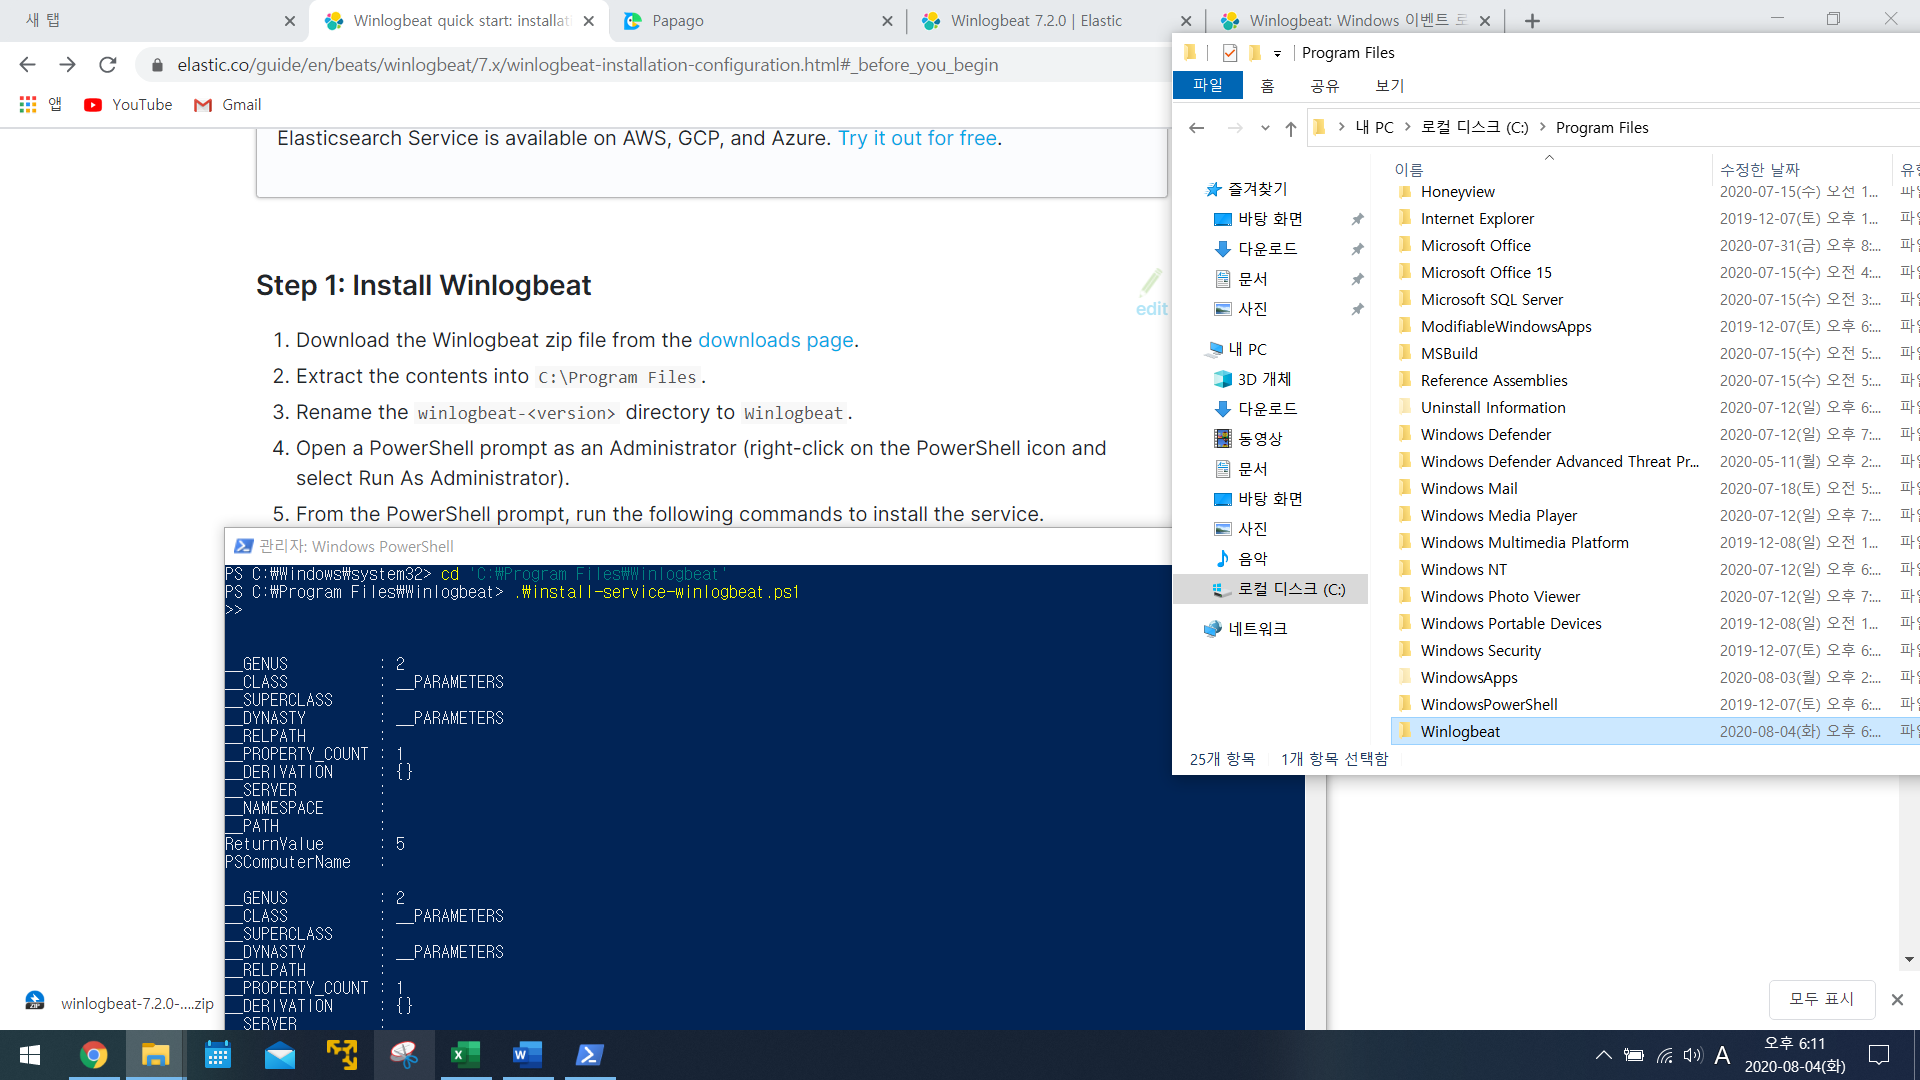 새 탭
Winlogbeat quick start: installati
Papago
Winlogbeat 7.2.0 | Elastic
Winlogbeat: Windows 이벤트 로
elastic.co/guide/en/beats/winlogbeat/7.x/winlogbeat-installation-configuration.html#_before_you_begin
앱
YouTube
Gmail
Elasticsearch Service is available on AWS, GCP, and Azure. Try it out for free.
Step 1: Install Winlogbeat
edit
1. Download the Winlogbeat zip file from the downloads page.
2. Extract the contents into C:\Program Files.
3. Rename the winlogbeat-<version> directory to Winlogbeat.
4. Open a PowerShell prompt as an Administrator (right-click on the PowerShell icon and
select Run As Administrator).
5. From the PowerShell prompt, run the following commands to install the service.
관리자: Windows PowerShell
PS C:₩Windows₩system32> cd 'C:₩Program Files₩Winlogbeat'
PS C:₩Program Files₩Winlogbeat> .₩install-service-winlogbeat.ps1
>>
__GENUS : 2
__CLASS : __PARAMETERS
__SUPERCLASS :
__DYNASTY : __PARAMETERS
__RELPATH :
__PROPERTY_COUNT : 1
__DERIVATION : {}
__SERVER :
__NAMESPACE :
__PATH :
ReturnValue : 5
PSComputerName :
__GENUS : 2
__CLASS : __PARAMETERS
__SUPERCLASS :
__DYNASTY : __PARAMETERS
__RELPATH :
__PROPERTY_COUNT : 1
__DERIVATION : {}
__SERVER :
Program Files
파일
홈
공유
보기
내 PC > 로컬 디스크 (C:) > Program Files
즐겨찾기
바탕 화면
다운로드
문서
사진
내 PC
3D 개체
다운로드
동영상
문서
바탕 화면
사진
음악
로컬 디스크 (C:)
네트워크
이름 수정한 날짜 유형
Honeyview 2020-07-15(수) 오전 1...
Internet Explorer 2019-12-07(토) 오후 1...
Microsoft Office 2020-07-31(금) 오후 8:...
Microsoft Office 15 2020-07-15(수) 오전 4:...
Microsoft SQL Server 2020-07-15(수) 오전 3:...
ModifiableWindowsApps 2019-12-07(토) 오후 6:...
MSBuild 2020-07-15(수) 오전 5:...
Reference Assemblies 2020-07-15(수) 오전 5:...
Uninstall Information 2020-07-12(일) 오후 6:...
Windows Defender 2020-07-12(일) 오후 7:...
Windows Defender Advanced Threat Pr... 2020-05-11(월) 오후 2:...
Windows Mail 2020-07-18(토) 오전 5:...
Windows Media Player 2020-07-12(일) 오후 7:...
Windows Multimedia Platform 2019-12-08(일) 오전 1...
Windows NT 2020-07-12(일) 오후 6:...
Windows Photo Viewer 2020-07-12(일) 오후 7:...
Windows Portable Devices 2019-12-08(일) 오전 1...
Windows Security 2019-12-07(토) 오후 6:...
WindowsApps 2020-08-03(월) 오후 2:...
WindowsPowerShell 2019-12-07(토) 오후 6:...
Winlogbeat 2020-08-04(화) 오후 6:...
25개 항목
1개 항목 선택함
ZIP
winlogbeat-7.2.0-....zip
모두 표시
A
오후 6:11
2020-08-04(화)